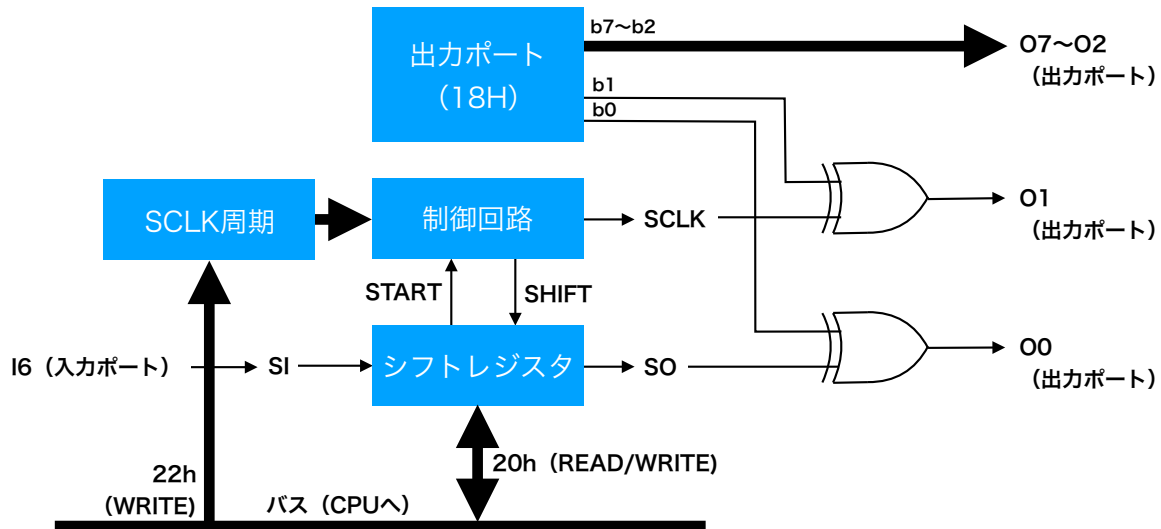 出力ポート
(18H)
b7〜b2
b1
b0
O7〜O2
(出力ポート)
SCLK周期
制御回路
SCLK
O1
(出力ポート)
START
SHIFT
I6(入力ポート)
SI
シフトレジスタ
SO
O0
(出力ポート)
22h
(WRITE)
20h(READ/WRITE)
バス(CPUへ)